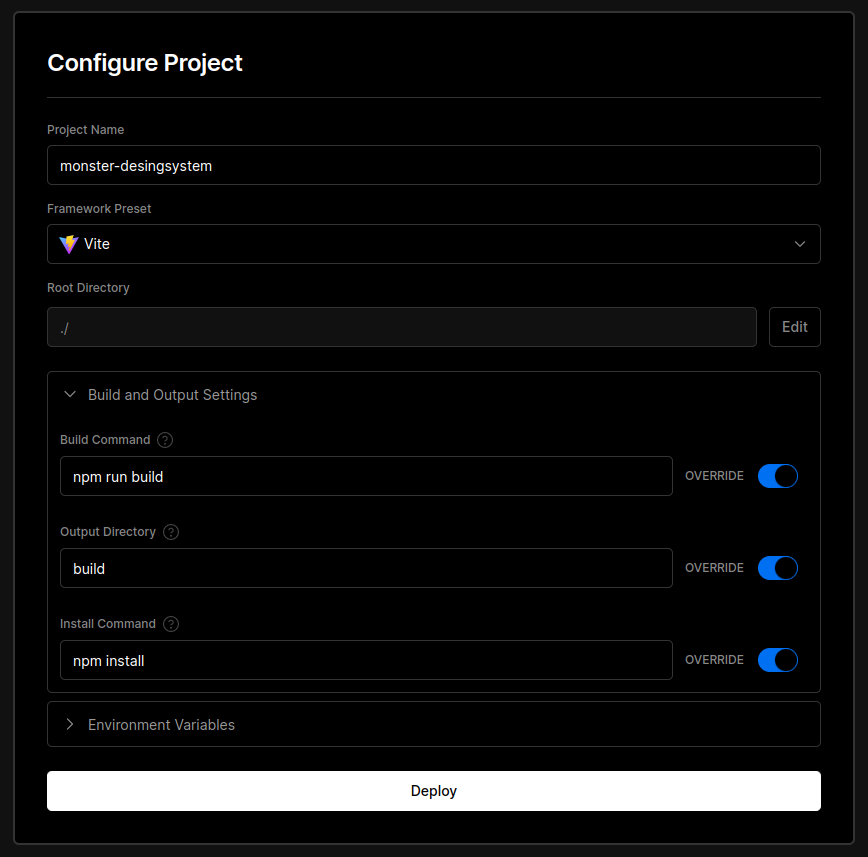 Configure Project
Project Name
monster-desingsystem
Framework Preset
Vite
Root Directory
./
Edit
Build and Output Settings
Build Command ?
npm run build
OVERRIDE
Output Directory ?
build
OVERRIDE
Install Command ?
npm install
OVERRIDE
Environment Variables
Deploy